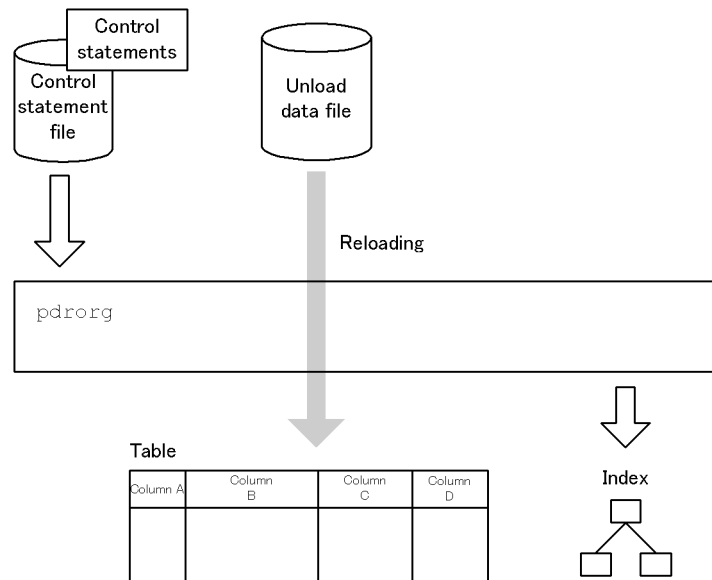 Control
statements
Control
statement
file
Unload
data file
Reloading
pdrorg
Table
Column A
Column
B
Column
C
Column
D
Index